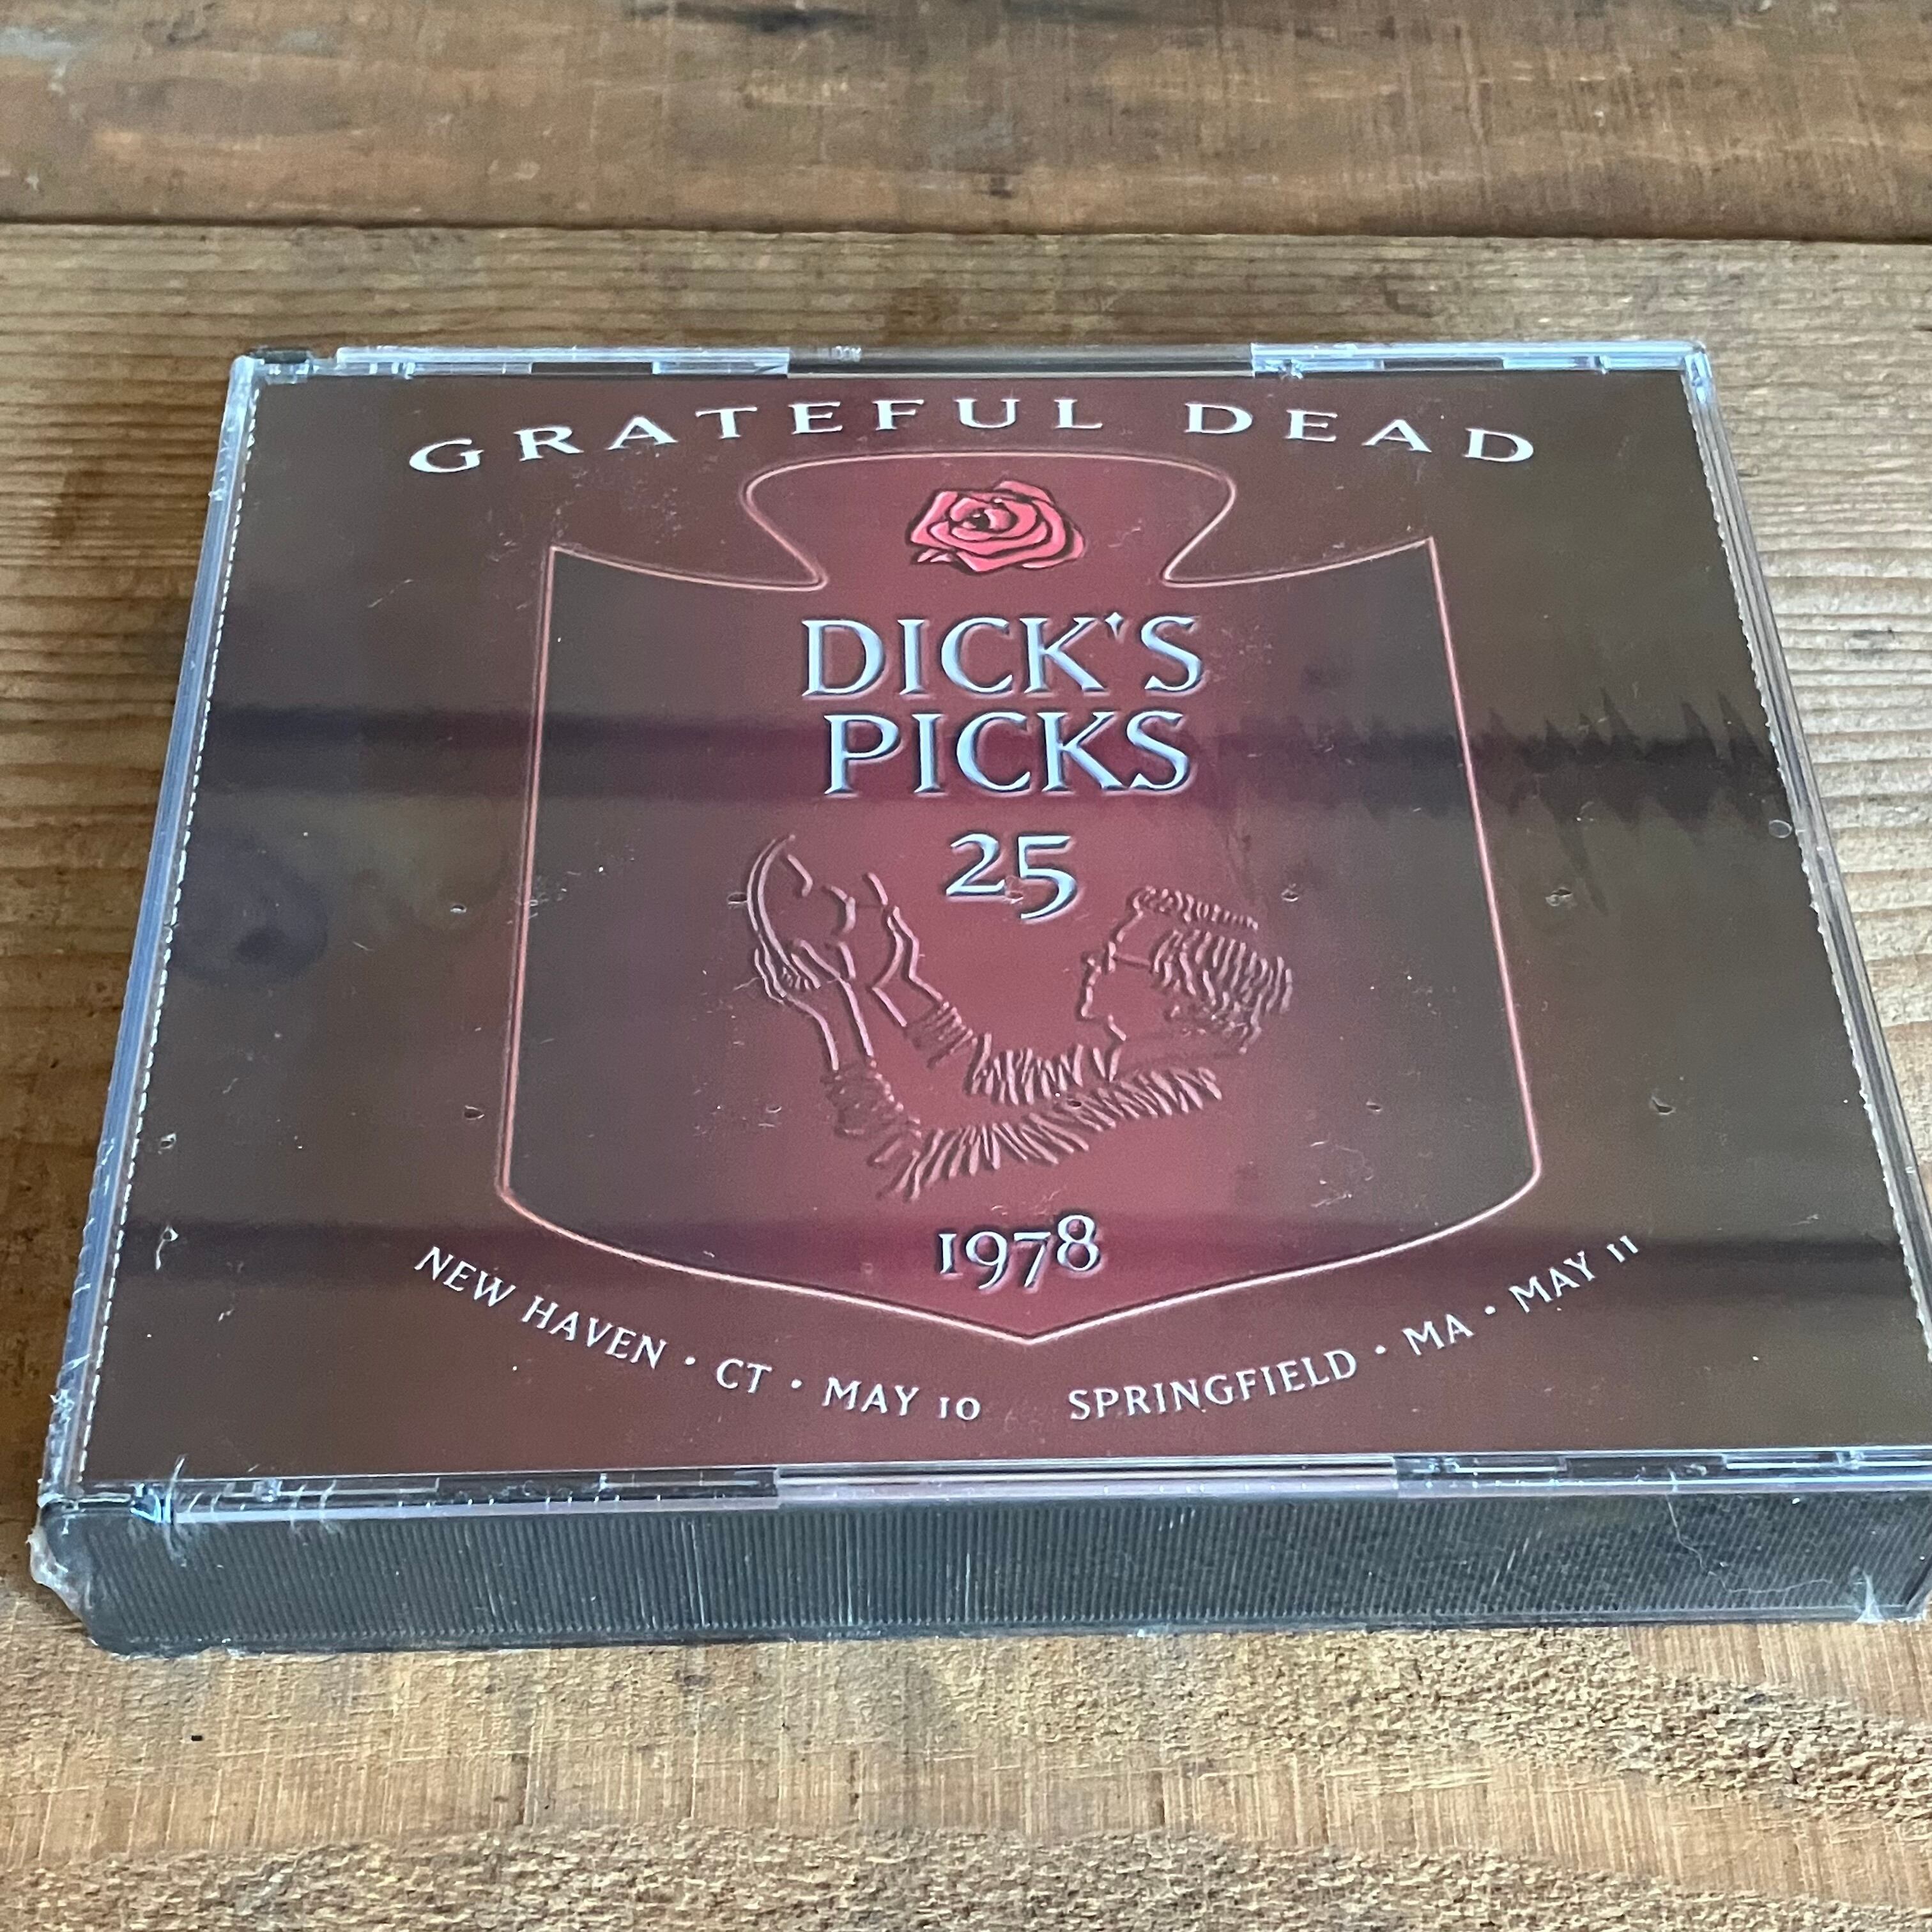 GRATEFUL DEAD
DICK'S
PICKS
25
1978
NEW HAVEN • CT • MAY 10 SPRINGFIELD • MA • MAY 11